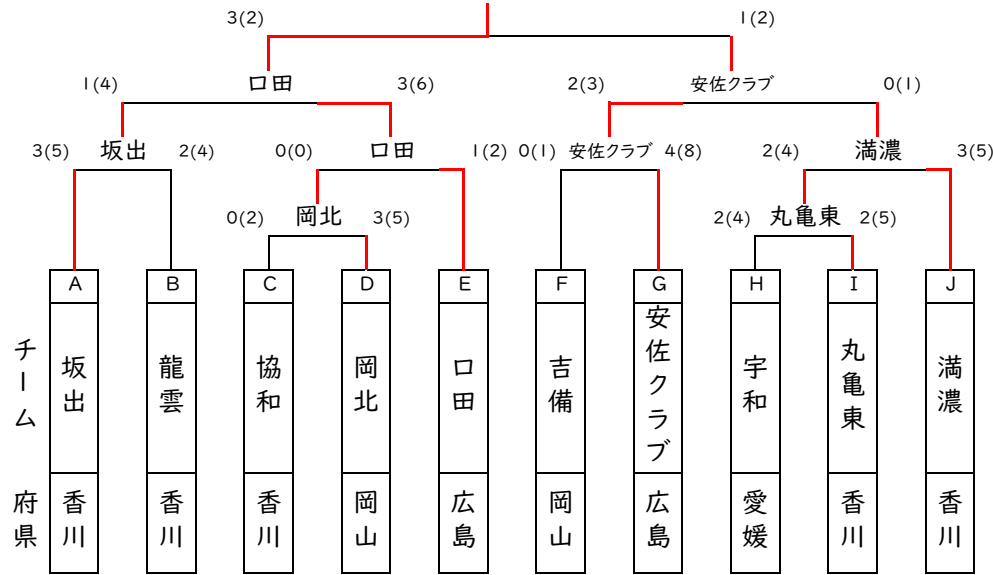 3(2) 1(2)
1(4) 口田 3(6) 2(3) 安佐クラブ 0(1)
3(5) 坂出 2(4) 0(0) 口田 1(2) 0(1) 安佐クラブ 4(8) 2(4) 満濃 3(5)
0(2) 岡北 3(5) 2(4) 丸亀東 2(5)
A B C D E F G H I J
チーム 坂出 龍雲 協和 岡北 口田 吉備 安佐クラブ 宇和 丸亀東 満濃
府県 香川 香川 香川 岡山 広島 岡山 広島 愛媛 香川 香川